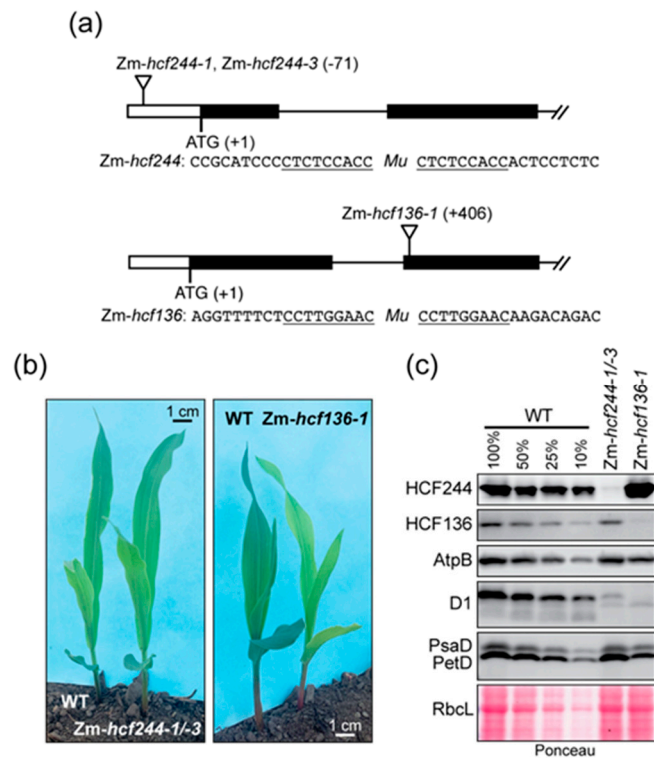 (a)
Zm-hcf244-1, Zm-hcf244-3 (-71)
ATG (+1)
Zm-hcf244: CCGCATCCCCTCTCCACC Mu CTCTCCACCACTCCTCTC
Zm-hcf136-1 (+406)
ATG (+1)
Zm-hcf136: AGGTTTTCTCCTTGGAAC Mu CCTTGGAACAAGACAGAC
(b)
1 cm
WT
Zm-hcf244-1/-3
WT Zm-hcf136-1
1 cm
(c)
WT
100%
50%
25%
10%
Zm-hcf244-1/-3
Zm-hcf136-1
HCF244
HCF136
AtpB
D1
PsaD
PetD
RbcL
Ponceau